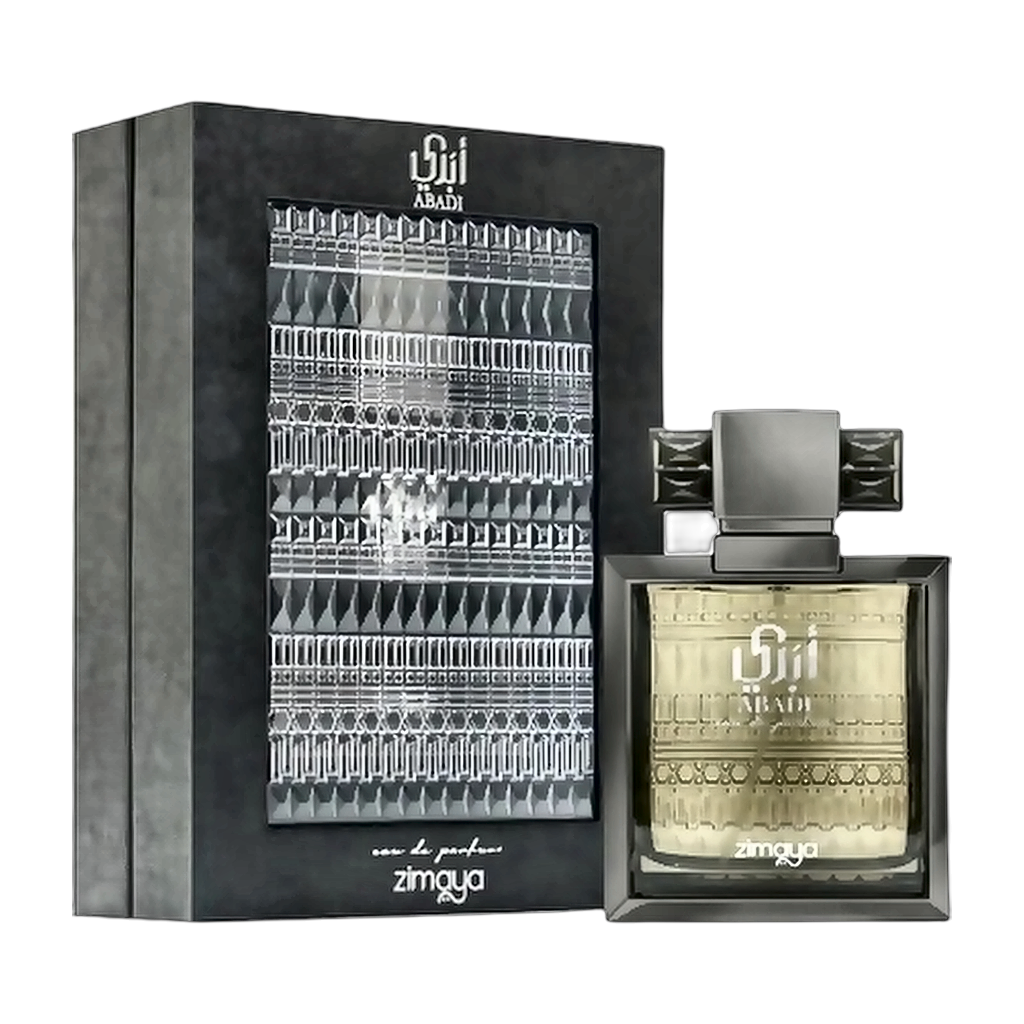 أبدي
ABADI
eau de parfum
zimaya
أبدي
ABADI
zimaya